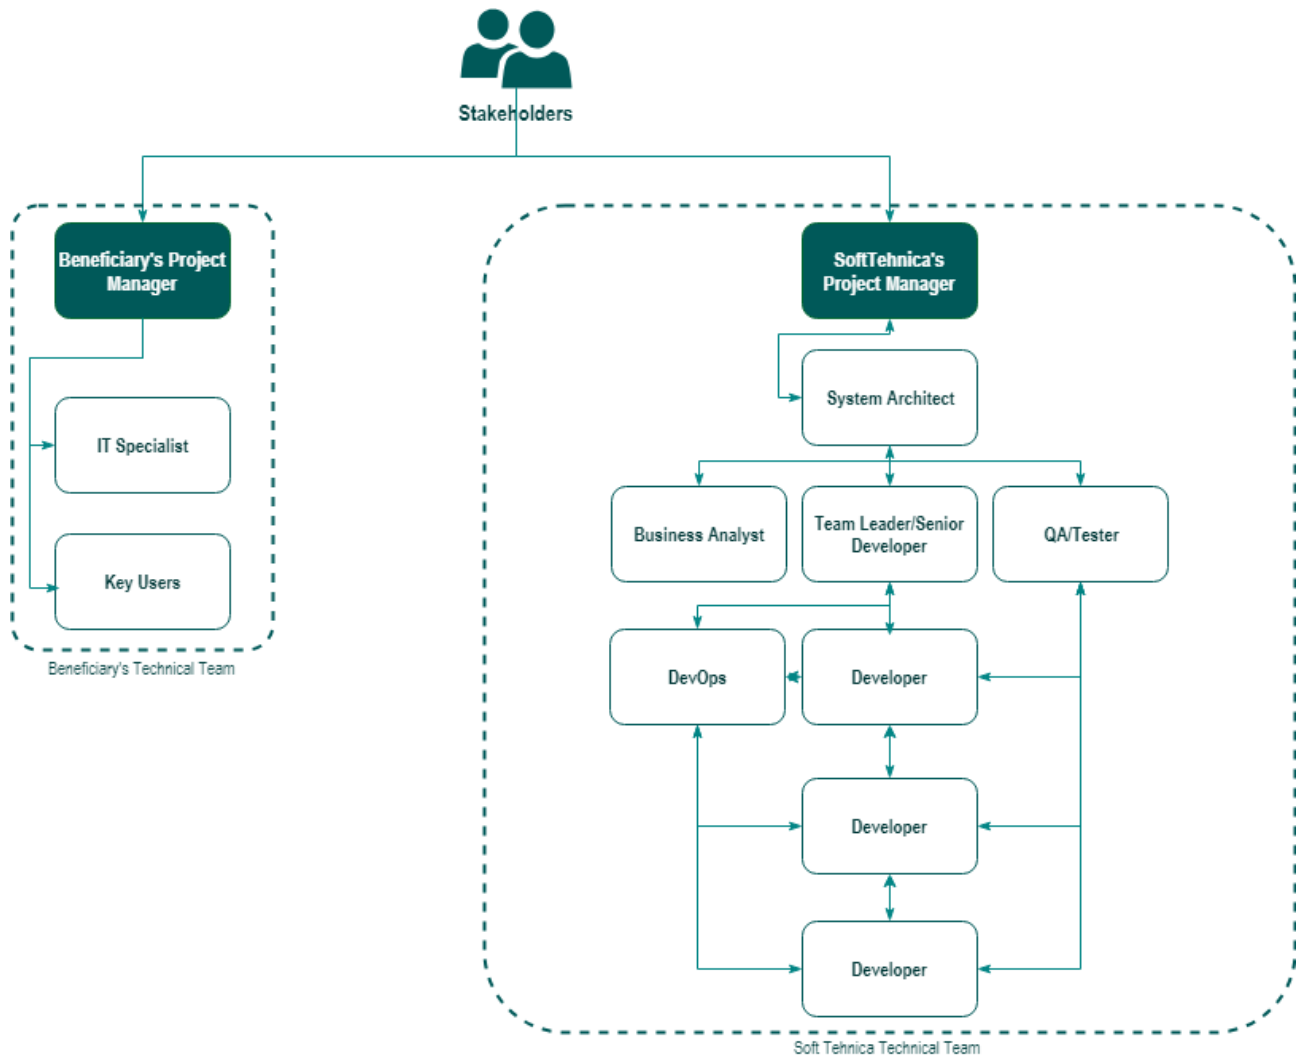 Stakeholders
Beneficiary's Project
Manager
IT Specialist
Key Users
Beneficiary's Technical Team
SoftTehnica's
Project Manager
System Architect
Business Analyst
Team Leader/Senior
Developer
QA/Tester
DevOps
Developer
Developer
Developer
Soft Tehnica Technical Team